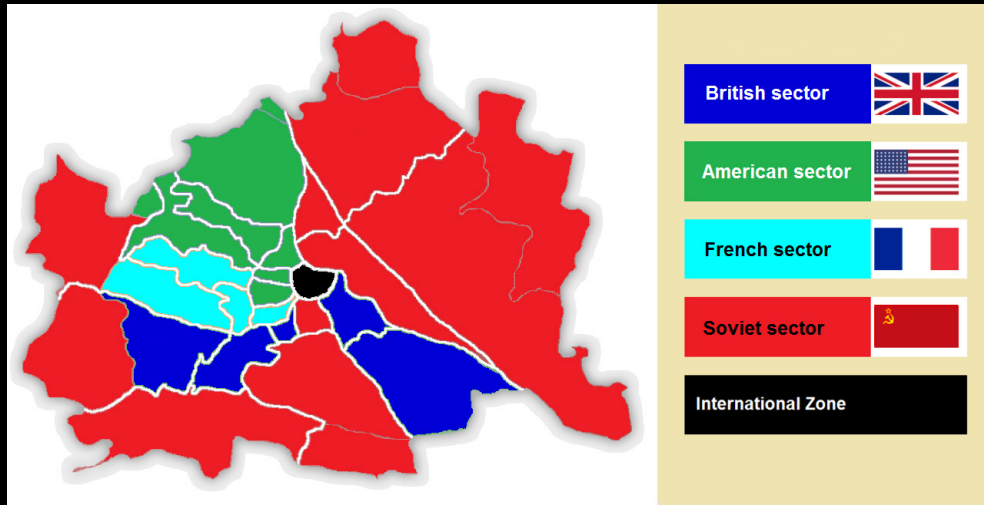 British sector
American sector
French sector
Soviet sector
International Zone